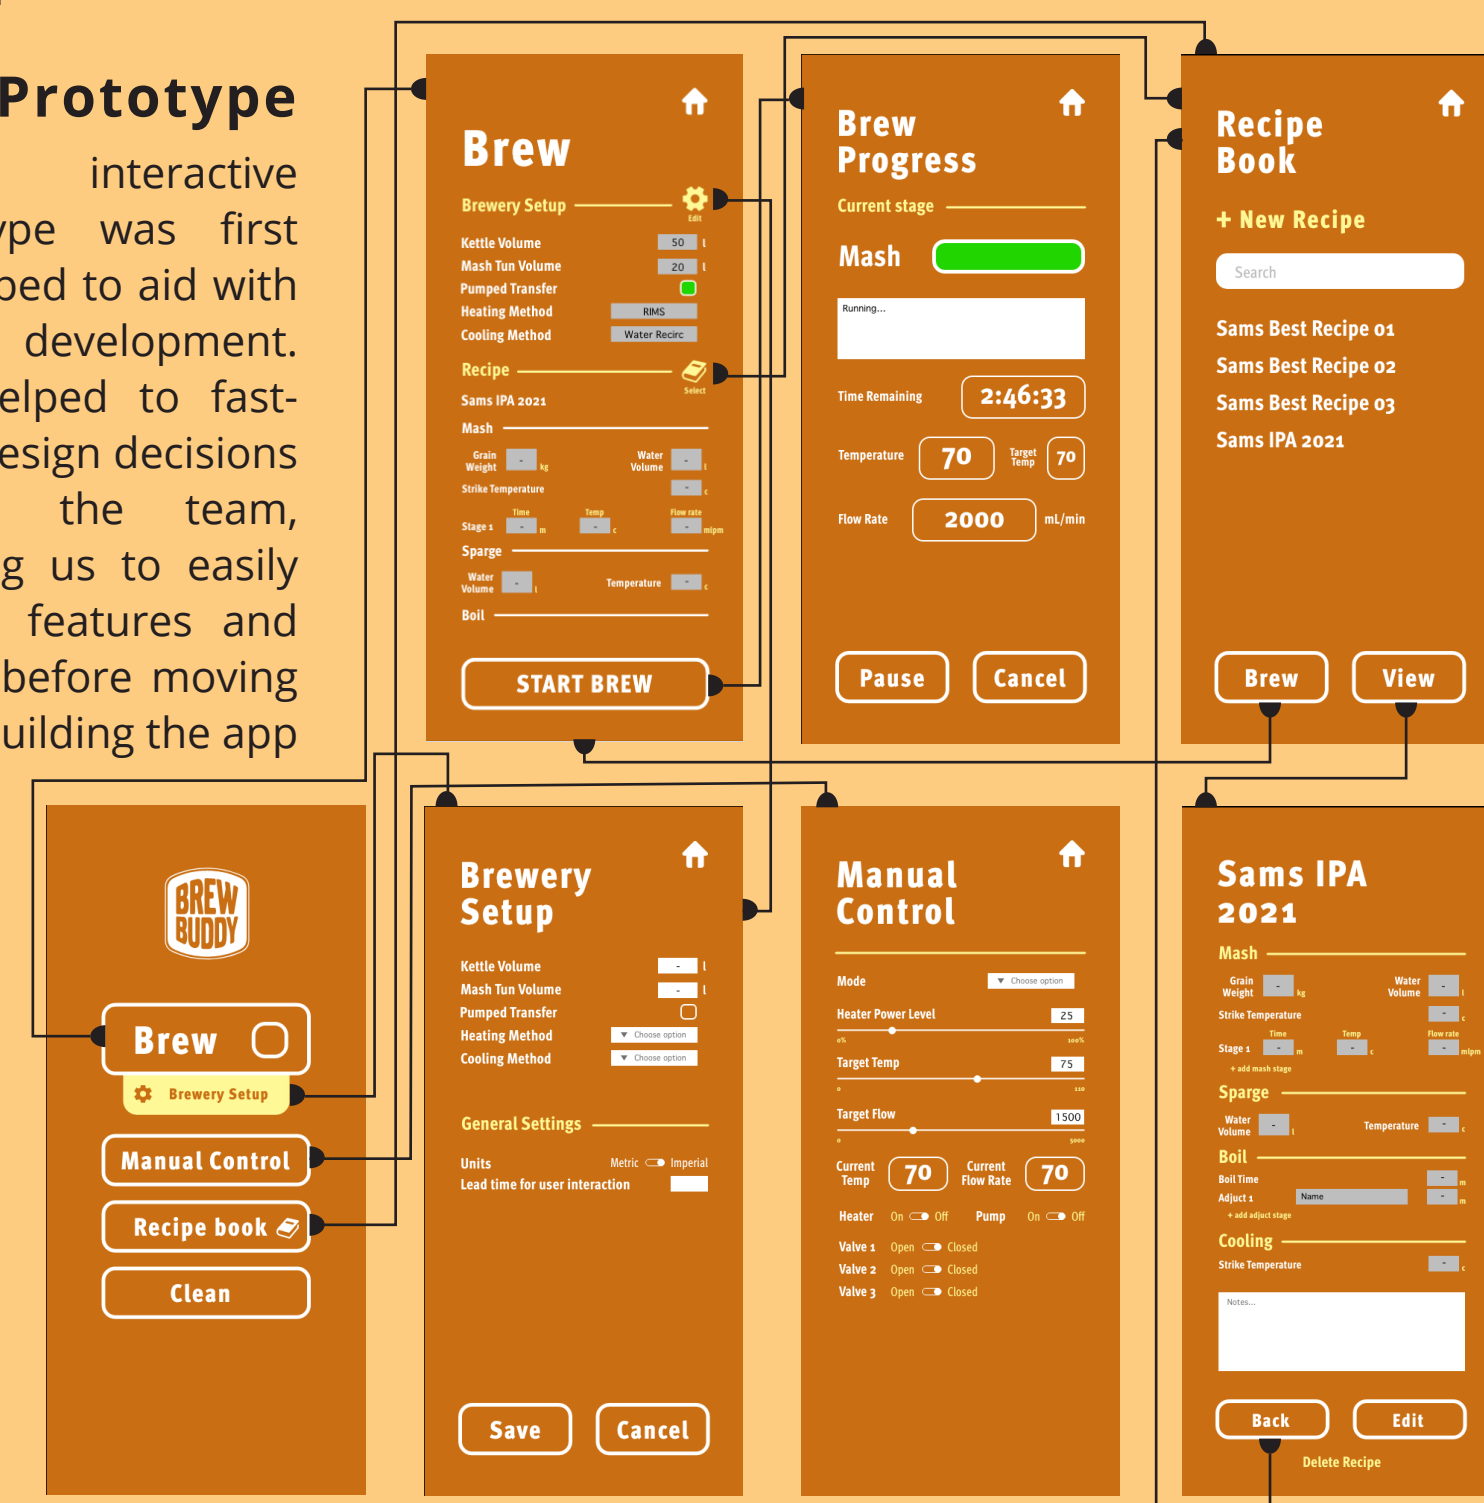 Prototype
interactive
was first
to aid with
development.
to fast-
decisions
the team,
us to easily
features and
before moving
the app
Brew
Brewery Setup
Edit
Kettle Volume 50 l
Mash Tun Volume 20 l
Pumped Transfer
Heating Method RIMS
Cooling Method Water Recirc
Recipe
Select
Sams IPA 2021
Mash
Grain Weight - kg Water Volume - l
Strike Temperature - c
Time Temp Flow rate
Stage 1 - m - c - mlpm
Sparge
Water Volume - l Temperature - c
Boil
START BREW
Brew
Progress
Current stage
Mash
Running...
Time Remaining 2:46:33
Temperature 70 Target Temp 70
Flow Rate 2000 mL/min
Pause Cancel
Recipe
Book
+ New Recipe
Search
Sams Best Recipe 01
Sams Best Recipe 02
Sams Best Recipe 03
Sams IPA 2021
Brew View
BREW
BUDDY
Brew
Brewery Setup
Manual Control
Recipe book
Clean
Brewery
Setup
Kettle Volume - l
Mash Tun Volume - l
Pumped Transfer
Heating Method ▼ Choose option
Cooling Method ▼ Choose option
General Settings
Units Metric Imperial
Lead time for user interaction
Save Cancel
Manual
Control
Mode ▼ Choose option
Heater Power Level 25
0% 100%
Target Temp 75
0 110
Target Flow 1500
0 5000
Current Temp 70 Current Flow Rate 70
Heater On Off Pump On Off
Valve 1 Open Closed
Valve 2 Open Closed
Valve 3 Open Closed
Sams IPA
2021
Mash
Grain Weight - kg Water Volume - l
Strike Temperature - c
Time Temp Flow rate
Stage 1 - m - c - mlpm
+ add mash stage
Sparge
Water Volume - l Temperature - c
Boil
Boil Time - m
Adjuct 1 Name - m
+ add adjuct stage
Cooling
Strike Temperature - c
Notes...
Back Edit
Delete Recipe